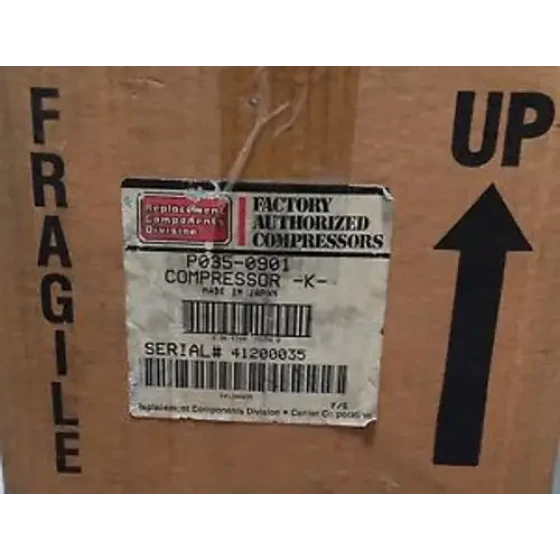 FRAGILE
UP
Replacement
Components
Division
FACTORY
AUTHORIZED
COMPRESSORS
P035-0901
COMPRESSOR -K-
MADE IN JAPAN
SERIAL# 41200035
Replacement Components Division • Carrier Corporation